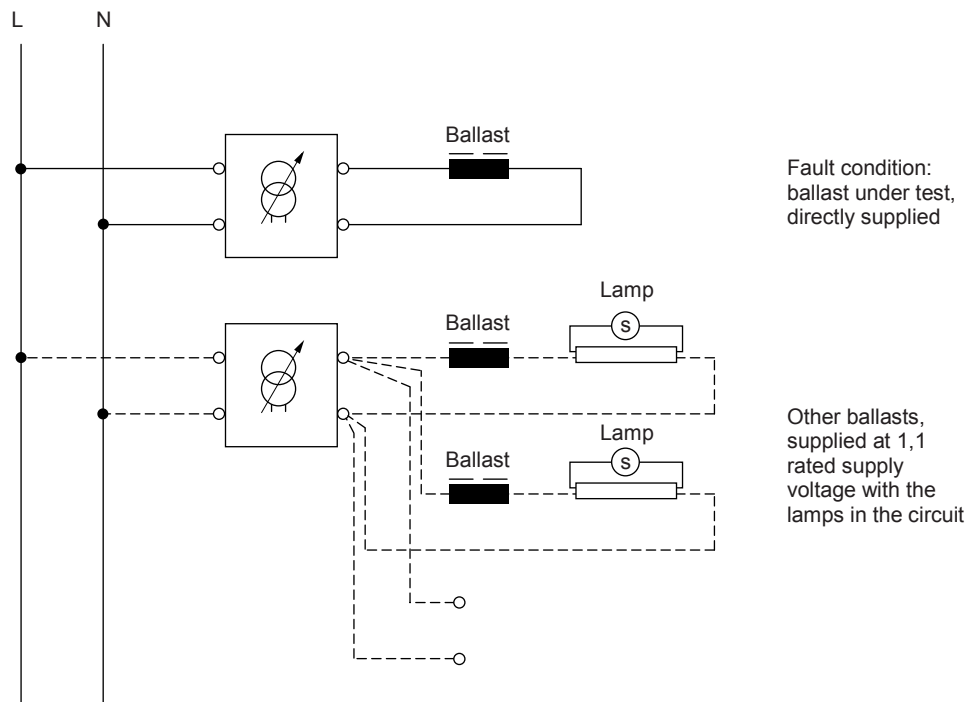 L N
Ballast
Fault condition:
ballast under test,
directly supplied
Lamp
S
Ballast
Other ballasts,
supplied at 1,1
rated supply
voltage with the
lamps in the circuit
Lamp
S
Ballast